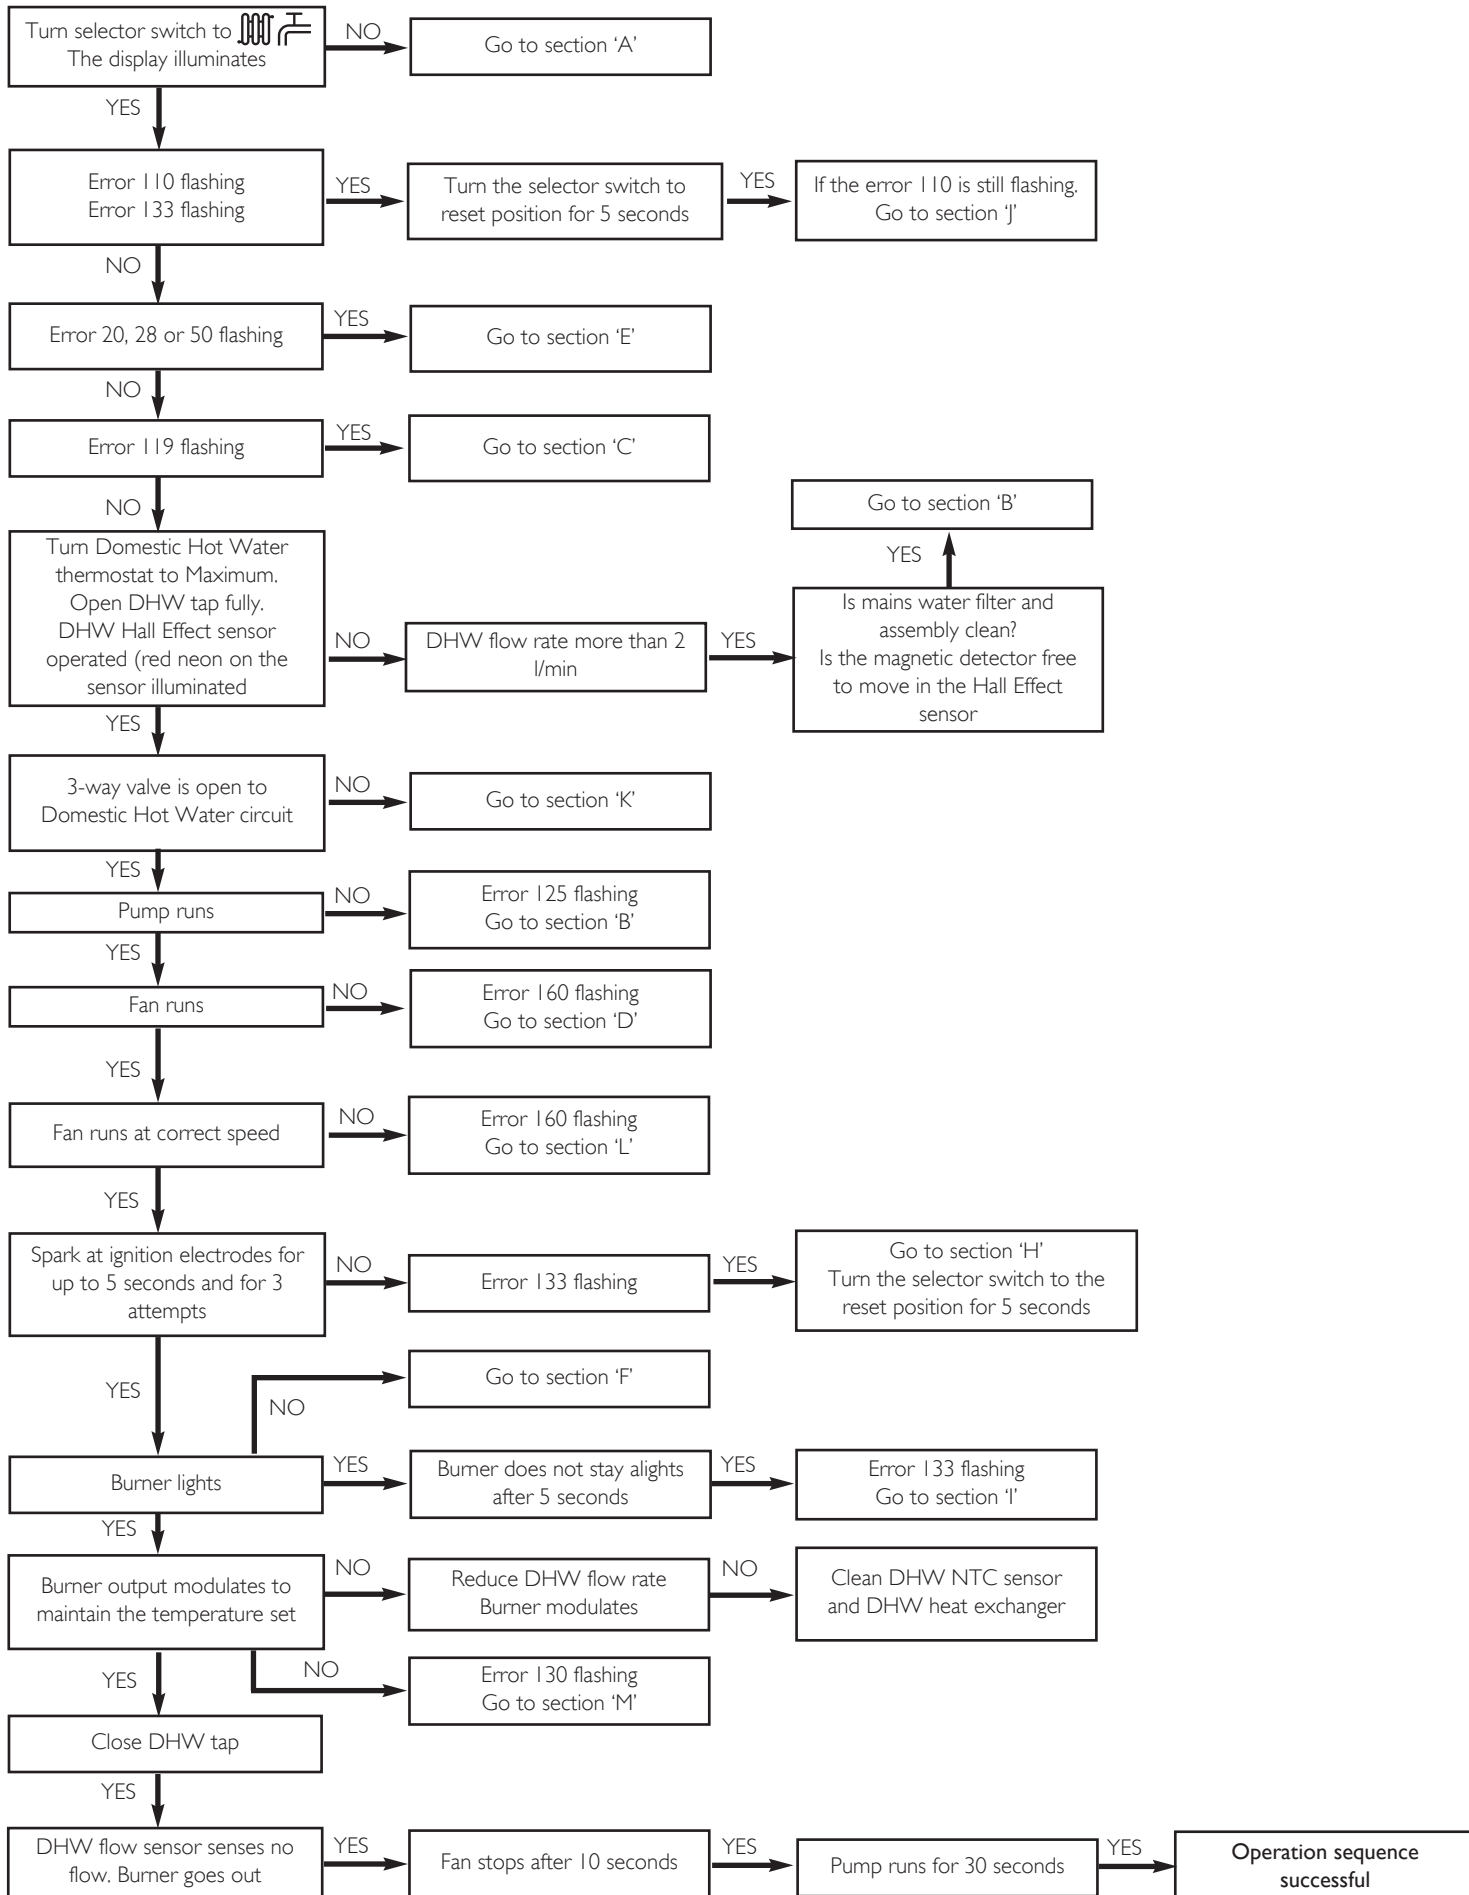 Turn selector switch to
The display illuminates
NO
Go to section ‘A’
YES
Error 110 flashing
Error 133 flashing
YES
Turn the selector switch to
reset position for 5 seconds
YES
If the error 110 is still flashing.
Go to section ‘J’
NO
Error 20, 28 or 50 flashing
YES
Go to section ‘E’
NO
Error 119 flashing
YES
Go to section ‘C’
NO
Turn Domestic Hot Water
thermostat to Maximum.
Open DHW tap fully.
DHW Hall Effect sensor
operated (red neon on the
sensor illuminated
NO
DHW flow rate more than 2
l/min
YES
Is mains water filter and
assembly clean?
Is the magnetic detector free
to move in the Hall Effect
sensor
YES
Go to section ‘B’
YES
3-way valve is open to
Domestic Hot Water circuit
NO
Go to section ‘K’
YES
Pump runs
NO
Error 125 flashing
Go to section ‘B’
YES
Fan runs
NO
Error 160 flashing
Go to section ‘D’
YES
Fan runs at correct speed
NO
Error 160 flashing
Go to section ‘L’
YES
Spark at ignition electrodes for
up to 5 seconds and for 3
attempts
NO
Error 133 flashing
YES
Go to section ‘H’
Turn the selector switch to the
reset position for 5 seconds
YES
NO
Go to section ‘F’
Burner lights
YES
Burner does not stay alights
after 5 seconds
YES
Error 133 flashing
Go to section ‘I’
YES
Burner output modulates to
maintain the temperature set
NO
Reduce DHW flow rate
Burner modulates
NO
Clean DHW NTC sensor
and DHW heat exchanger
NO
Error 130 flashing
Go to section ‘M’
YES
Close DHW tap
YES
DHW flow sensor senses no
flow. Burner goes out
YES
Fan stops after 10 seconds
YES
Pump runs for 30 seconds
YES
Operation sequence
successful